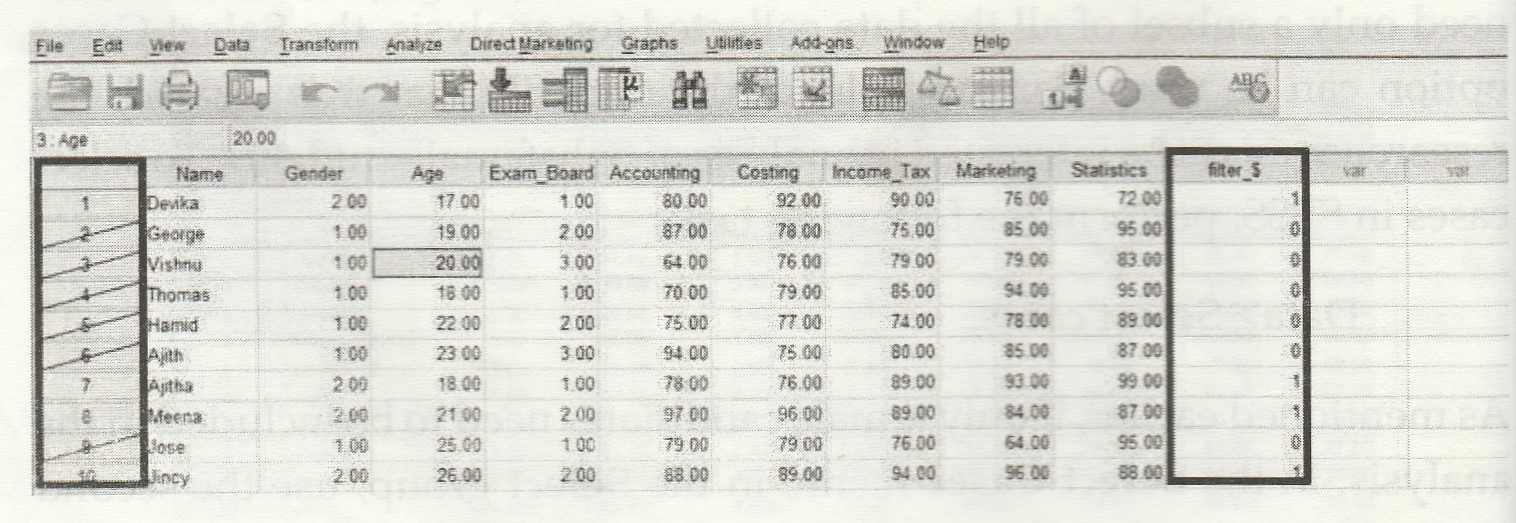 File Edit View Data Transform Analyze Direct Marketing Graphs Utilities Add-ons Window Help
3 : Age 20.00
Name Gender Age Exam_Board Accounting Costing Income_Tax Marketing Statistics filter_$ var var
1 Devika 2.00 17.00 1.00 80.00 92.00 90.00 76.00 72.00 1
2 George 1.00 19.00 2.00 87.00 78.00 75.00 85.00 95.00 0
3 Vishnu 1.00 20.00 3.00 64.00 76.00 79.00 79.00 83.00 0
4 Thomas 1.00 18.00 1.00 70.00 79.00 85.00 94.00 95.00 0
5 Hamid 1.00 22.00 2.00 75.00 77.00 74.00 78.00 89.00 0
6 Ajith 1.00 23.00 3.00 94.00 75.00 80.00 85.00 87.00 0
7 Ajitha 2.00 18.00 1.00 78.00 76.00 89.00 93.00 99.00 1
8 Meena 2.00 21.00 2.00 97.00 96.00 89.00 84.00 87.00 1
9 Jose 1.00 25.00 1.00 79.00 79.00 76.00 64.00 95.00 0
10 Jincy 2.00 26.00 2.00 88.00 89.00 94.00 96.00 88.00 1